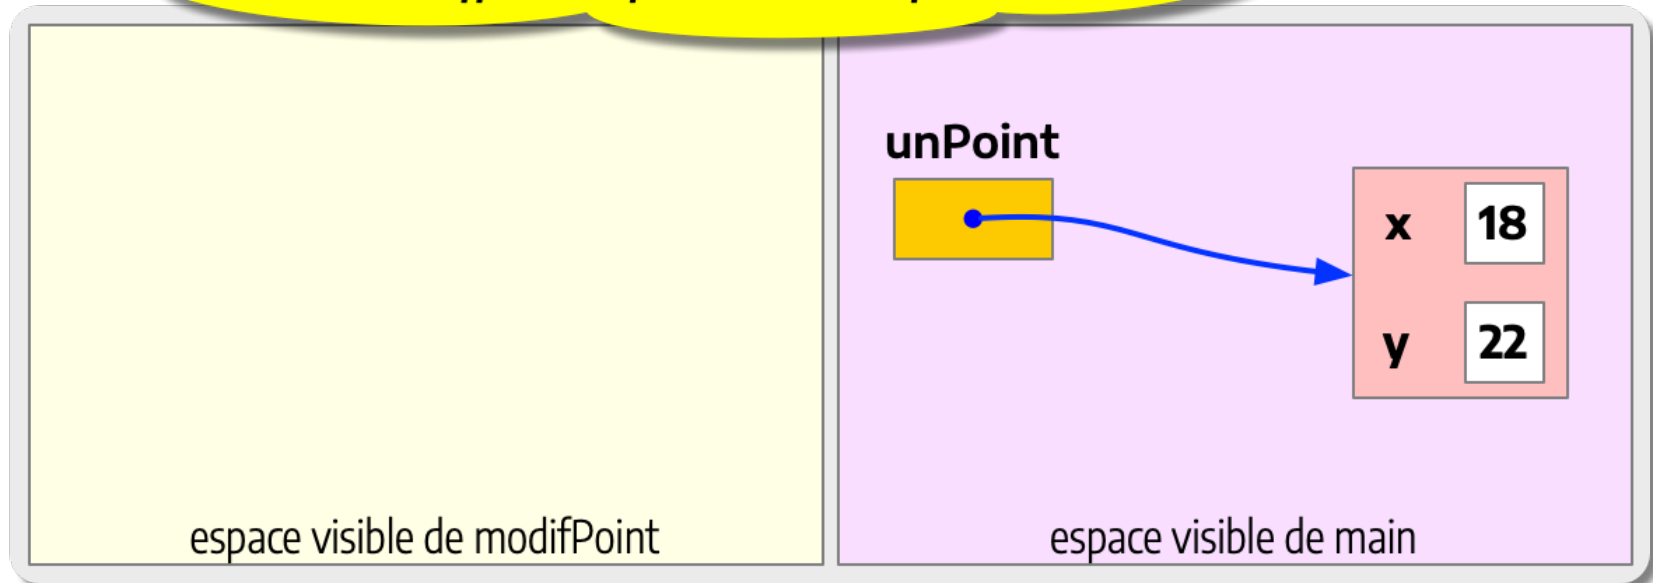 unPoint
x 18
y 22
espace visible de modifPoint
espace visible de main